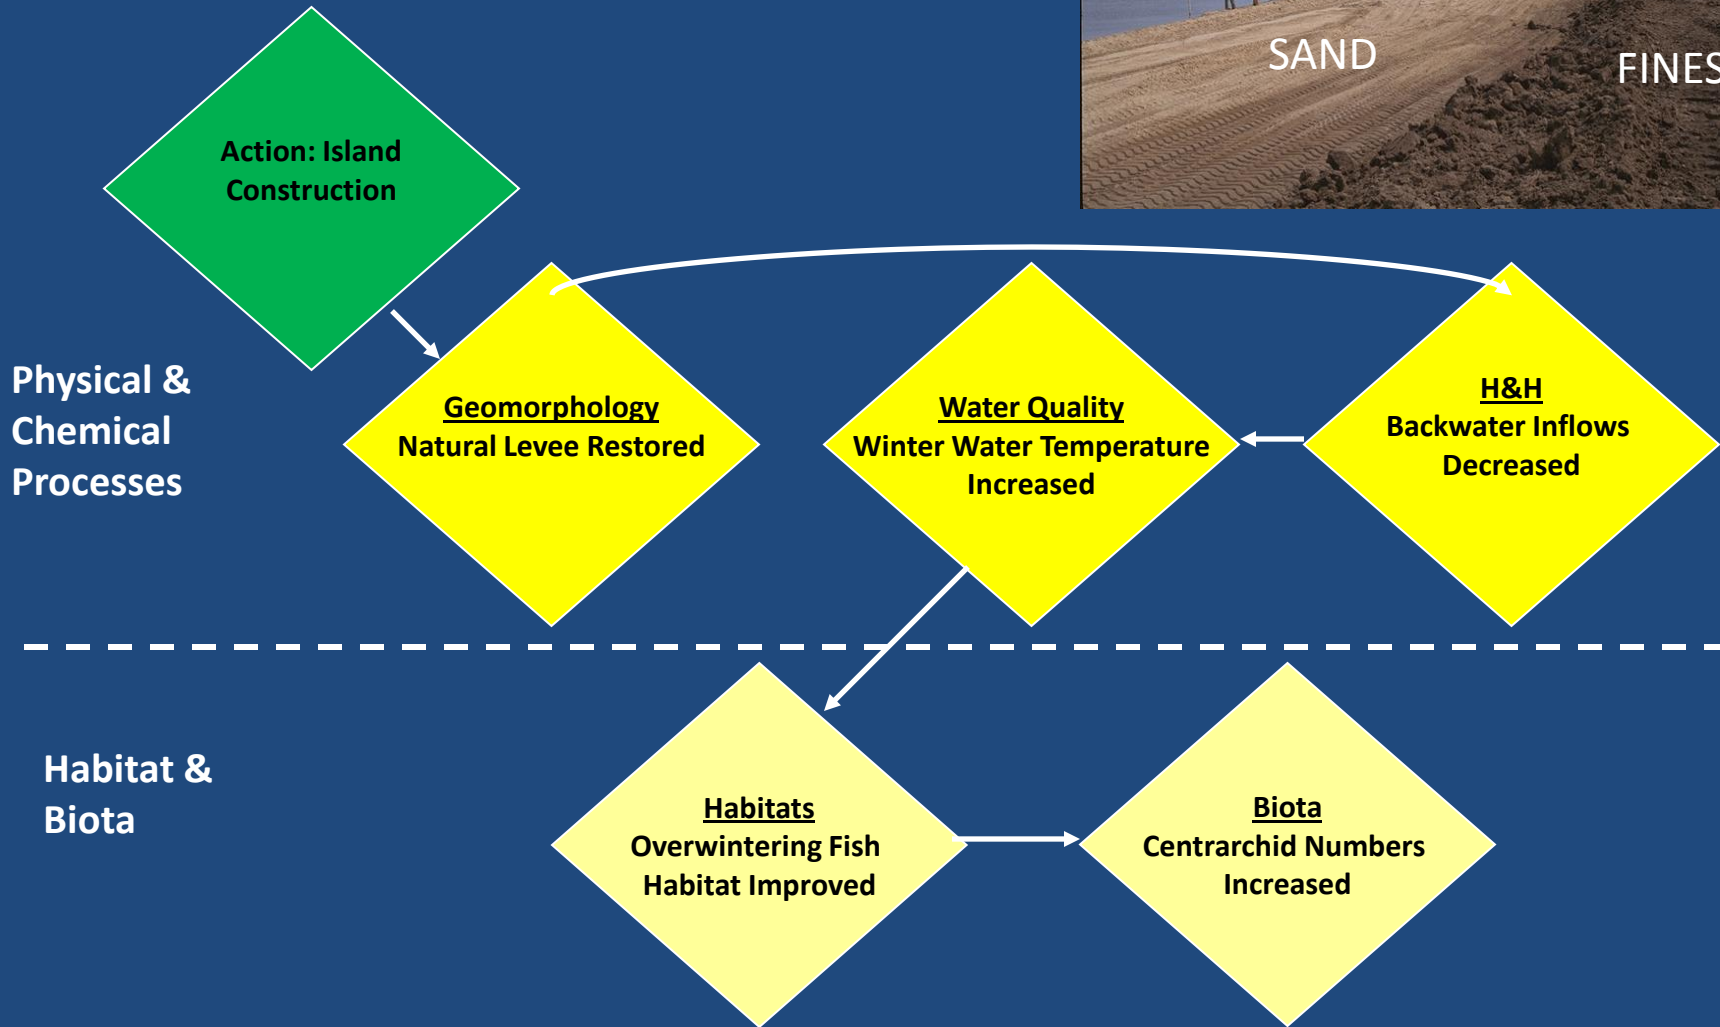 SAND
FINES
Action: Island
Construction
Physical &
Chemical
Processes
Geomorphology
Natural Levee Restored
Water Quality
Winter Water Temperature
Increased
H&H
Backwater Inflows
Decreased
Habitat &
Biota
Habitats
Overwintering Fish
Habitat Improved
Biota
Centrarchid Numbers
Increased